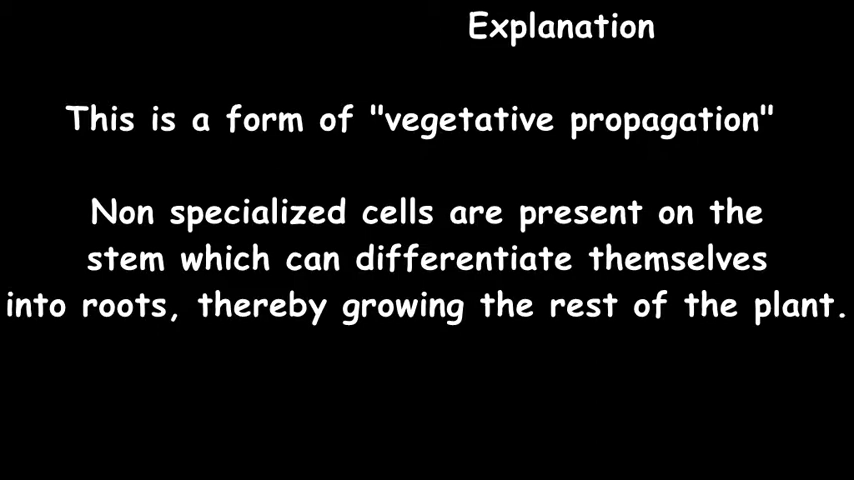 Explanation
This is a form of "vegetative propagation"
Non specialized cells are present on the
stem which can differentiate themselves
into roots, thereby growing the rest of the plant.